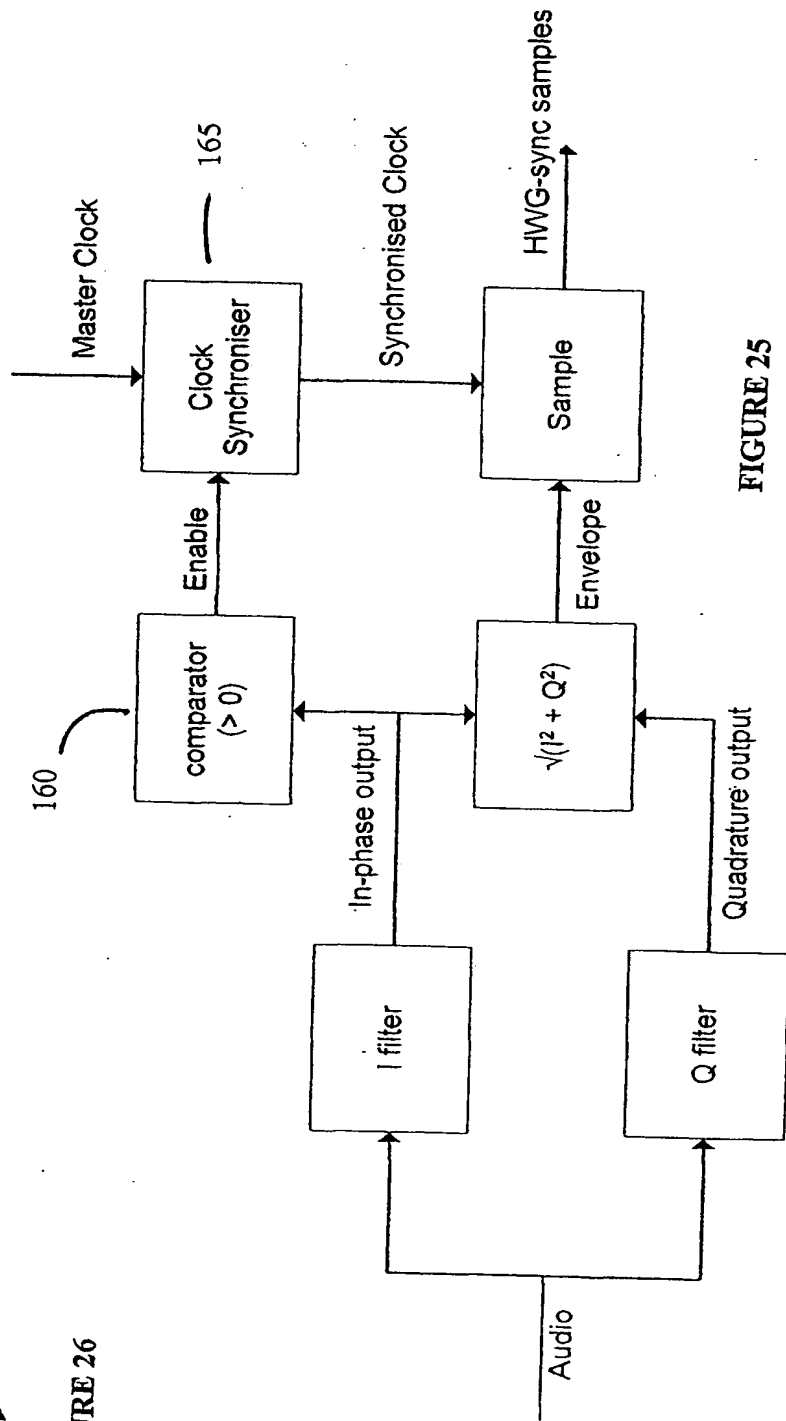 Master Clock
160
165
comparator
(> 0)
Enable
Clock
Synchroniser
In-phase output
Synchronised Clock
I filter
√(I² + Q²)
Envelope
Sample
HWG-sync samples
Audio
Q filter
Quadrature output
FIGURE 25
URE 26